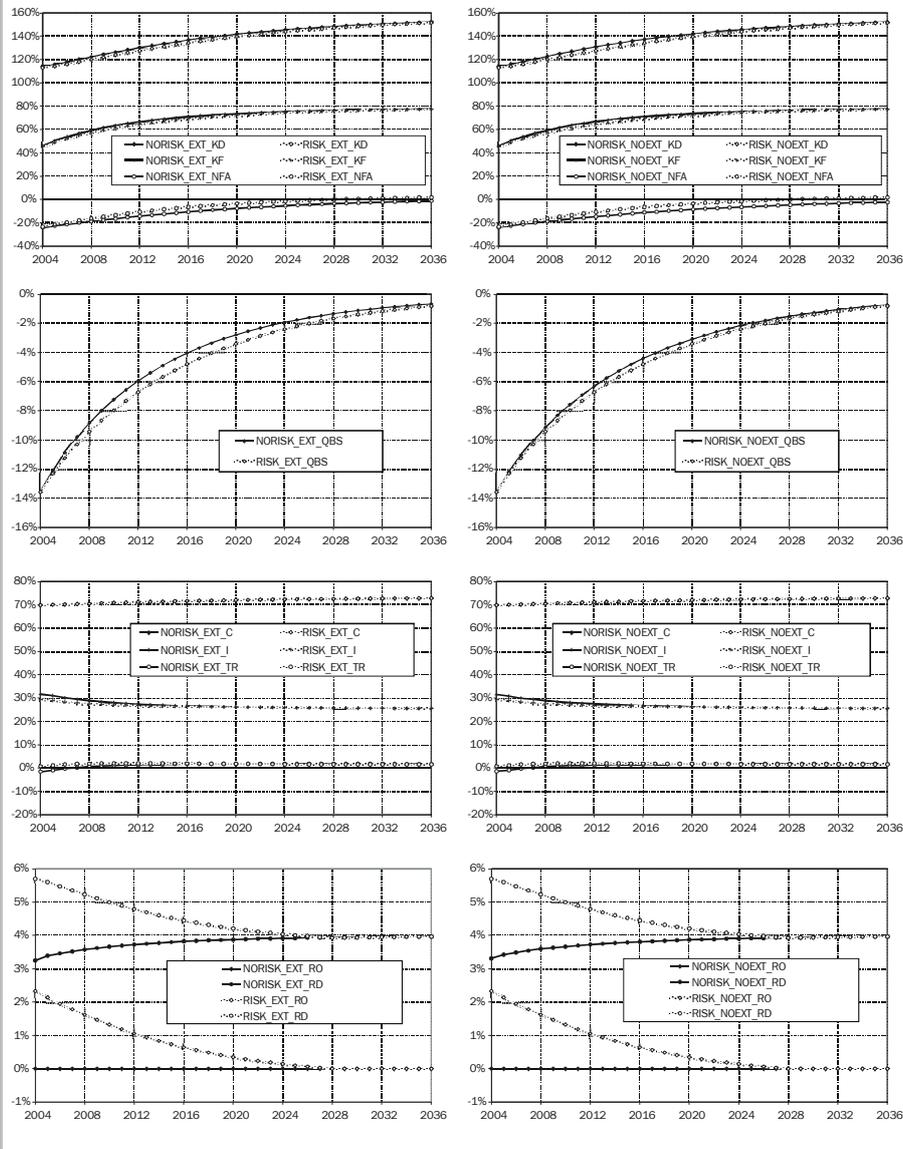 160%
140%
120%
100%
80%
60%
40%
20%
0%
-20%
-40%
NORISK_EXT_KD RISK_EXT_KD
NORISK_EXT_KF RISK_EXT_KF
NORISK_EXT_NFA RISK_EXT_NFA
2004 2008 2012 2016 2020 2024 2028 2032 2036
160%
140%
120%
100%
80%
60%
40%
20%
0%
-20%
-40%
NORISK_NOEXT_KD RISK_NOEXT_KD
NORISK_NOEXT_KF RISK_NOEXT_KF
NORISK_NOEXT_NFA RISK_NOEXT_NFA
2004 2008 2012 2016 2020 2024 2028 2032 2036
0%
-2%
-4%
-6%
-8%
-10%
-12%
-14%
-16%
NORISK_EXT_QBS
RISK_EXT_QBS
2004 2008 2012 2016 2020 2024 2028 2032 2036
0%
-2%
-4%
-6%
-8%
-10%
-12%
-14%
-16%
NORISK_NOEXT_QBS
RISK_NOEXT_QBS
2004 2008 2012 2016 2020 2024 2028 2032 2036
80%
70%
60%
50%
40%
30%
20%
10%
0%
-10%
-20%
NORISK_EXT_C RISK_EXT_C
NORISK_EXT_I RISK_EXT_I
NORISK_EXT_TR RISK_EXT_TR
2004 2008 2012 2016 2020 2024 2028 2032 2036
80%
70%
60%
50%
40%
30%
20%
10%
0%
-10%
-20%
NORISK_NOEXT_C RISK_NOEXT_C
NORISK_NOEXT_I RISK_NOEXT_I
NORISK_NOEXT_TR RISK_NOEXT_TR
2004 2008 2012 2016 2020 2024 2028 2032 2036
6%
5%
4%
3%
2%
1%
0%
-1%
NORISK_EXT_RO
NORISK_EXT_RD
RISK_EXT_RO
RISK_EXT_RD
2004 2008 2012 2016 2020 2024 2028 2032 2036
6%
5%
4%
3%
2%
1%
0%
-1%
NORISK_NOEXT_RO
NORISK_NOEXT_RD
RISK_NOEXT_RO
RISK_NOEXT_RD
2004 2008 2012 2016 2020 2024 2028 2032 2036